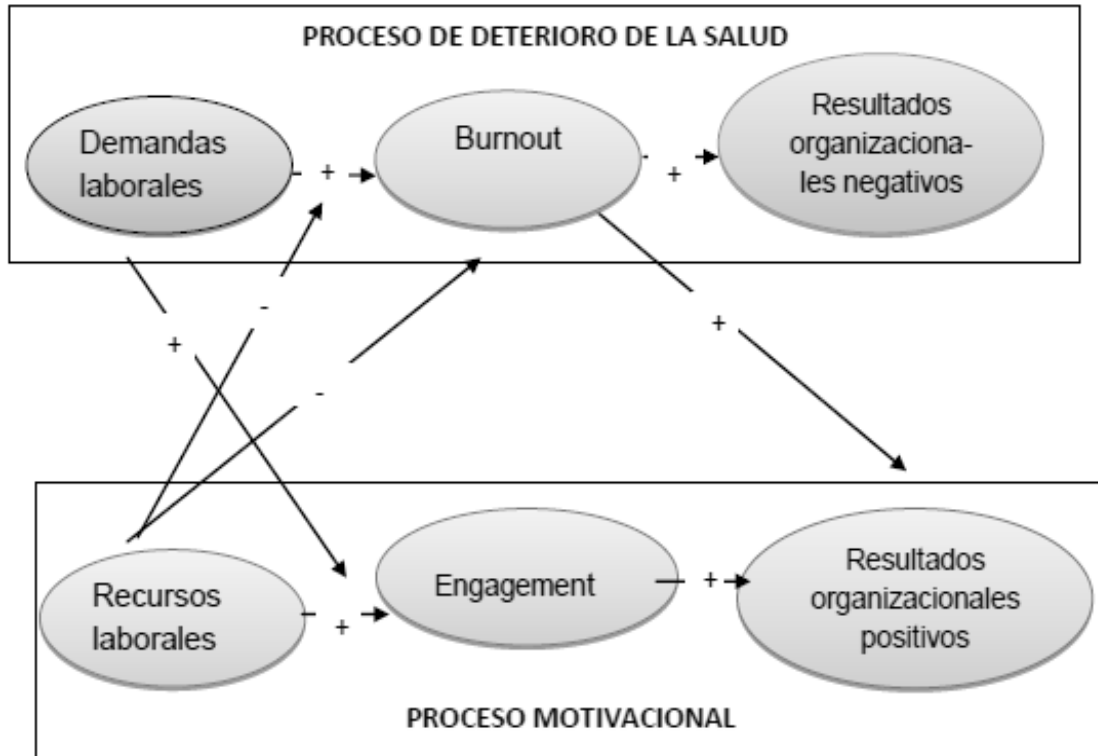 PROCESO DE DETERIORO DE LA SALUD
Demandas
laborales
+
Burnout
+
Resultados
organizaciona-
les negativos
-
+
-
+
Recursos
laborales
+
Engagement
+
Resultados
organizacionales
positivos
PROCESO MOTIVACIONAL